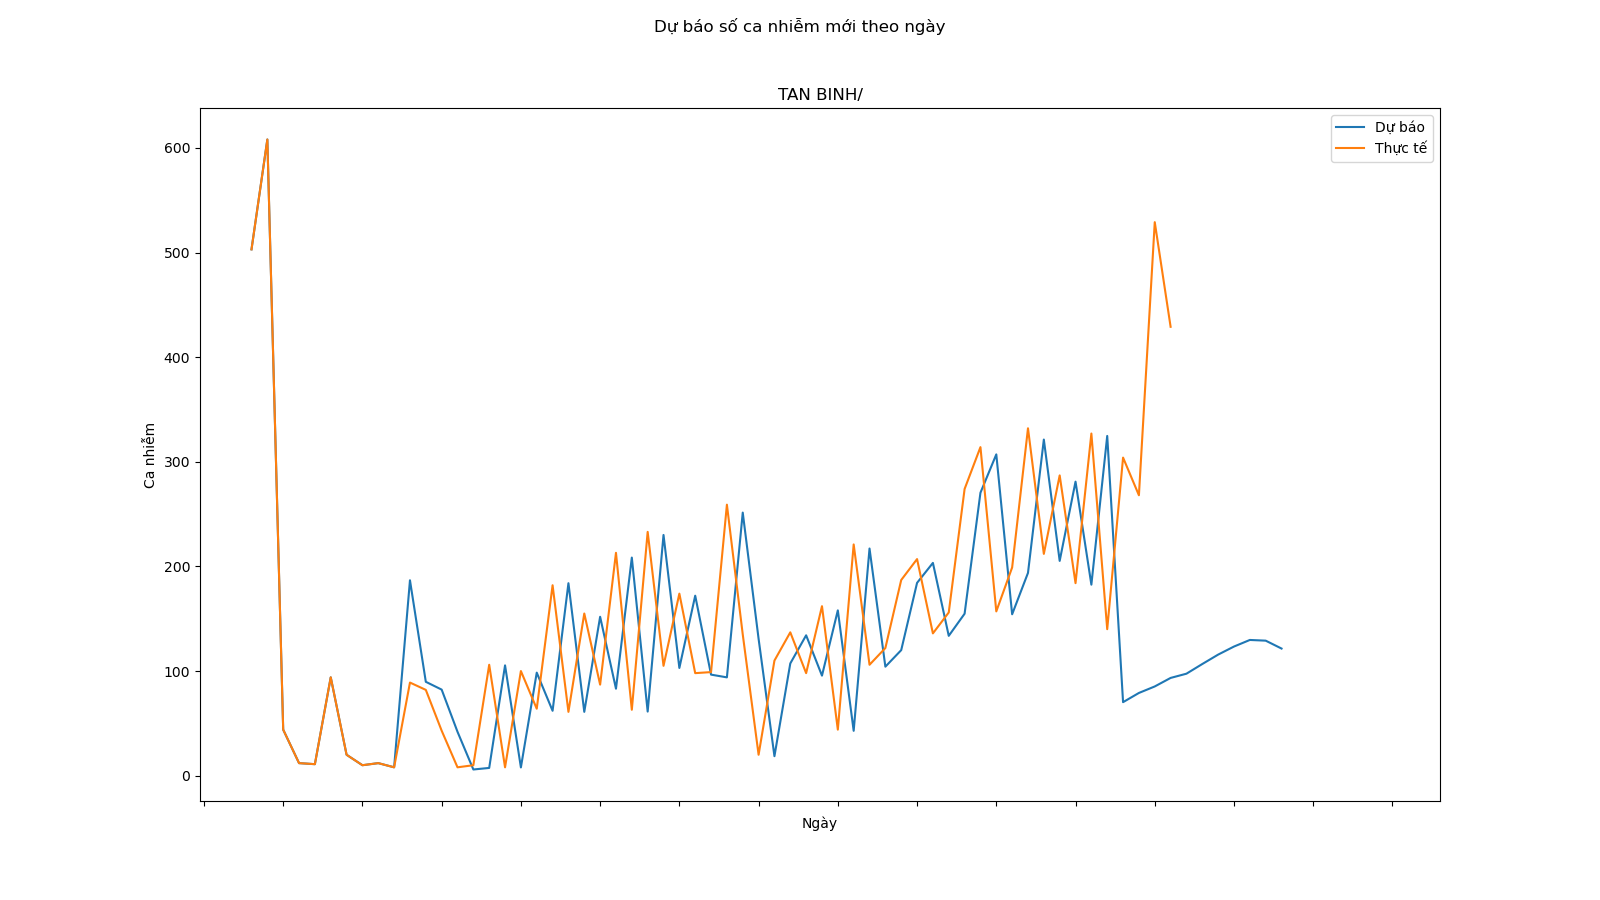 Dự báo số ca nhiễm mới theo ngày
TAN BINH/
Dự báo
Thực tế
600
500
400
300
200
100
0
Ca nhiễm
Ngày